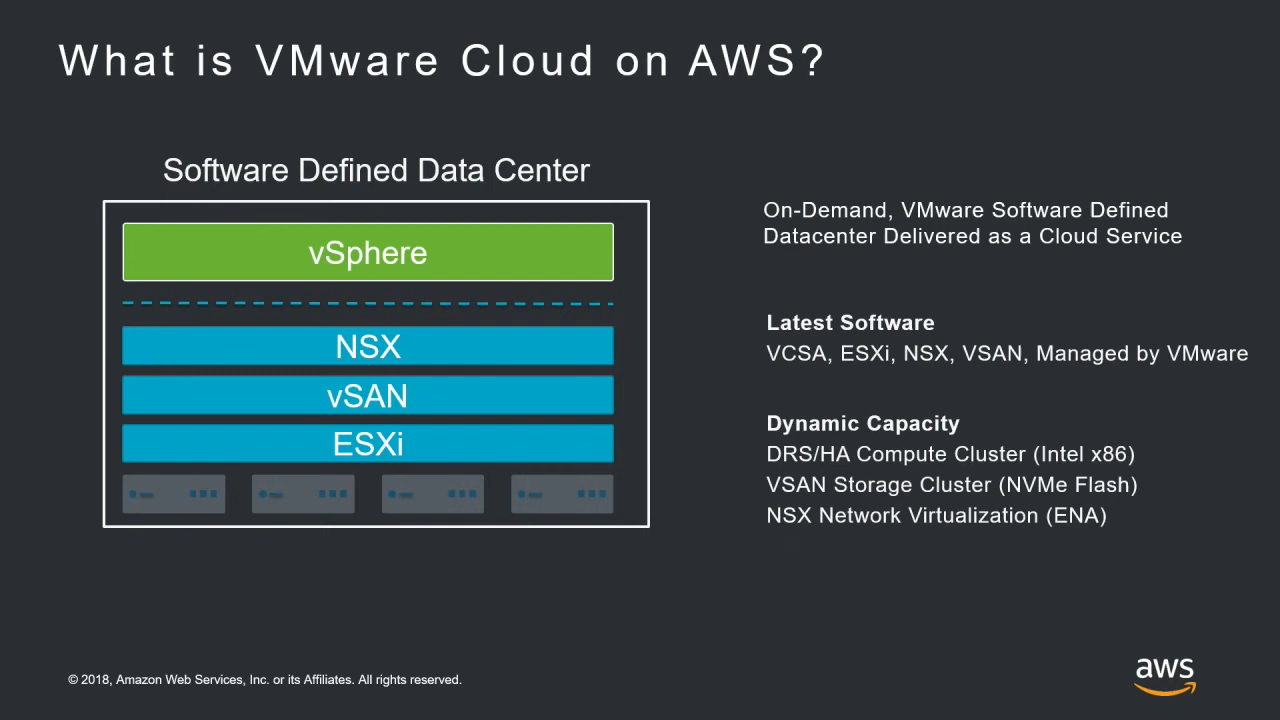 What is VMware Cloud on AWS?
Software Defined Data Center
vSphere
NSX
vSAN
ESXi
On-Demand, VMware Software Defined
Datacenter Delivered as a Cloud Service
Latest Software
VCSA, ESXi, NSX, VSAN, Managed by VMware
Dynamic Capacity
DRS/HA Compute Cluster (Intel x86)
VSAN Storage Cluster (NVMe Flash)
NSX Network Virtualization (ENA)
© 2018, Amazon Web Services, Inc. or its Affiliates. All rights reserved.
aws